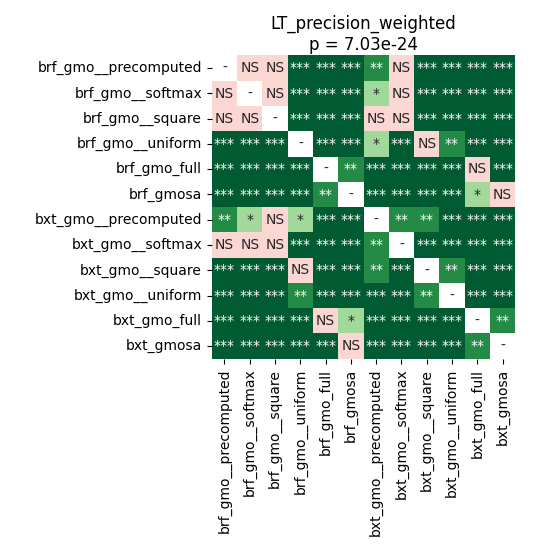 LT_precision_weighted
p = 7.03e-24
brf_gmo__precomputed - NS NS *** *** *** ** NS *** *** *** ***
brf_gmo__softmax NS - NS *** *** *** * NS *** *** *** ***
brf_gmo__square NS NS - *** *** *** NS NS *** *** *** ***
brf_gmo__uniform *** *** *** - *** *** * *** NS ** *** ***
brf_gmo_full *** *** *** *** - ** *** *** *** *** NS ***
brf_gmosa *** *** *** *** ** - *** *** *** *** * NS
bxt_gmo__precomputed ** * NS * *** *** - ** ** *** *** ***
bxt_gmo__softmax NS NS NS *** *** *** ** - *** *** *** ***
bxt_gmo__square *** *** *** NS *** *** ** *** - ** *** ***
bxt_gmo__uniform *** *** *** ** *** *** *** *** ** - *** ***
bxt_gmo_full *** *** *** *** NS * *** *** *** *** - **
bxt_gmosa *** *** *** *** *** NS *** *** *** *** ** -
brf_gmo__precomputed
brf_gmo__softmax
brf_gmo__square
brf_gmo__uniform
brf_gmo_full
brf_gmosa
bxt_gmo__precomputed
bxt_gmo__softmax
bxt_gmo__square
bxt_gmo__uniform
bxt_gmo_full
bxt_gmosa